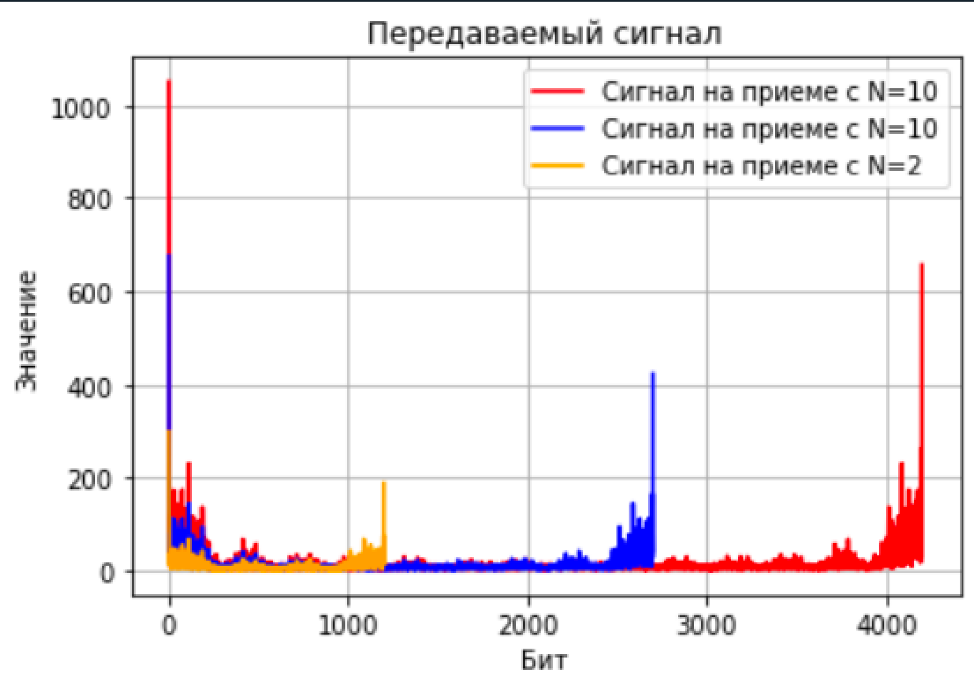 Передаваемый сигнал
Сигнал на приеме с N=10
Сигнал на приеме с N=10
Сигнал на приеме с N=2
Значение
1000
800
600
400
200
0
0 1000 2000 3000 4000
Бит